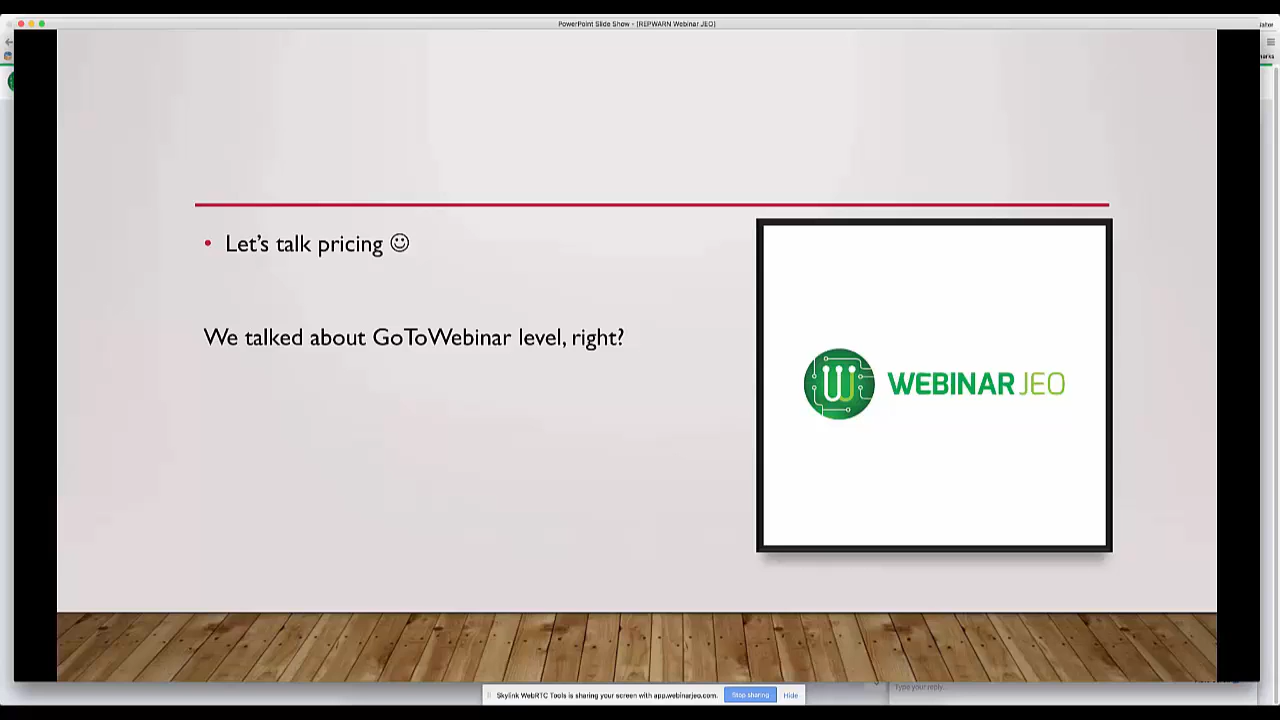 PowerPoint Slide Show - [REPWARN Webinar JEO]
• Let's talk pricing ☺
We talked about GoToWebinar level, right?
WEBINAR JEO
Skylink WebRTC Tools is sharing your screen with app.webinarjeo.com.
Stop sharing
Hide
Type your reply...